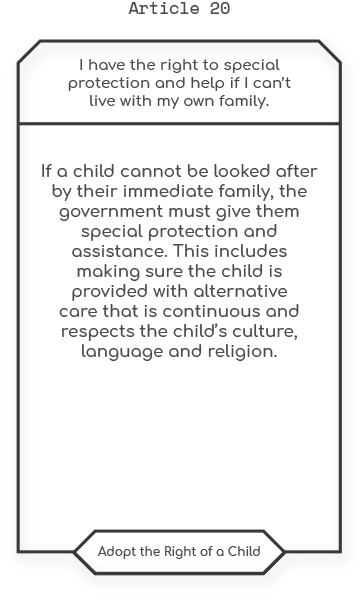 Article 20
I have the right to special
protection and help if I can't
live with my own family.
If a child cannot be looked after
by their immediate family, the
government must give them
special protection and
assistance. This includes
making sure the child is
provided with alternative
care that is continuous and
respects the child's culture,
language and religion.
Adopt the Right of a Child